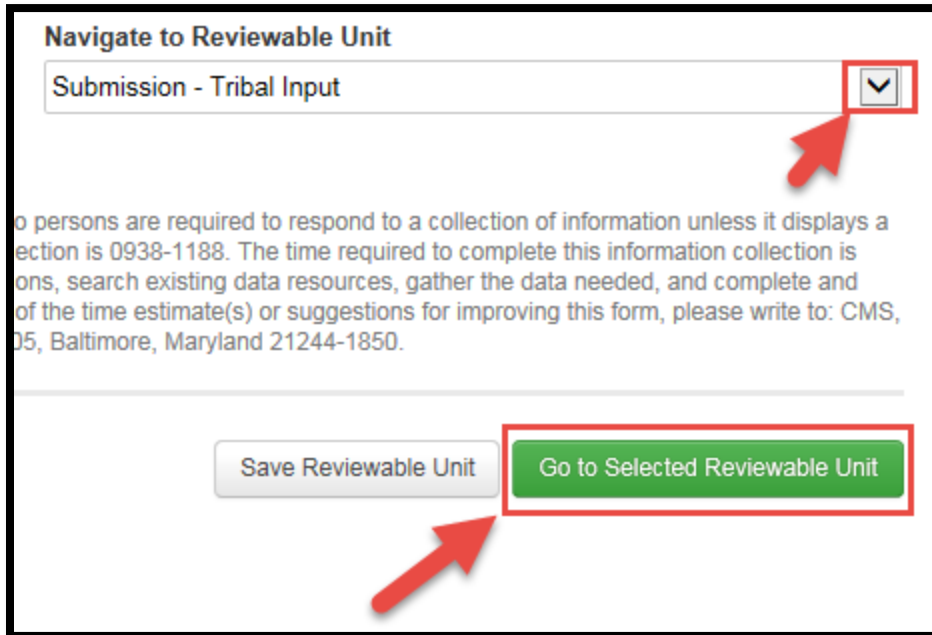 Navigate to Reviewable Unit
Submission - Tribal Input
o persons are required to respond to a collection of information unless it displays a
ection is 0938-1188. The time required to complete this information collection is
ons, search existing data resources, gather the data needed, and complete and
of the time estimate(s) or suggestions for improving this form, please write to: CMS,
05, Baltimore, Maryland 21244-1850.
Save Reviewable Unit
Go to Selected Reviewable Unit